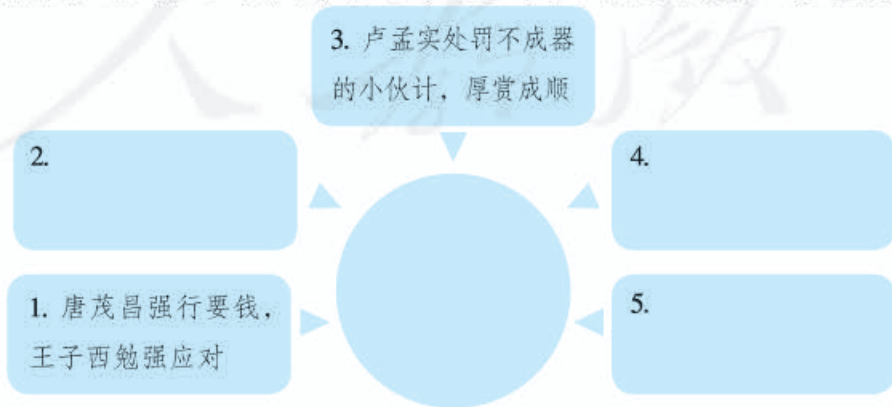 3. 卢孟实处罚不成器
的小伙计，厚赏成顺
2.
4.
1. 唐茂昌强行要钱，
王子西勉强应对
5.